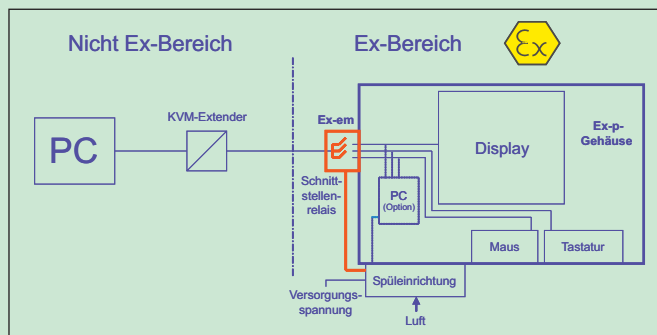 Nicht Ex-Bereich
Ex-Bereich
Ex
KVM-Extender
Ex-em
Ex-p-
Gehäuse
PC
Display
Schnitt-
stellen-
relais
PC
(Option)
Maus
Tastatur
Versorgungs-
spannung
Spüleinrichtung
Luft